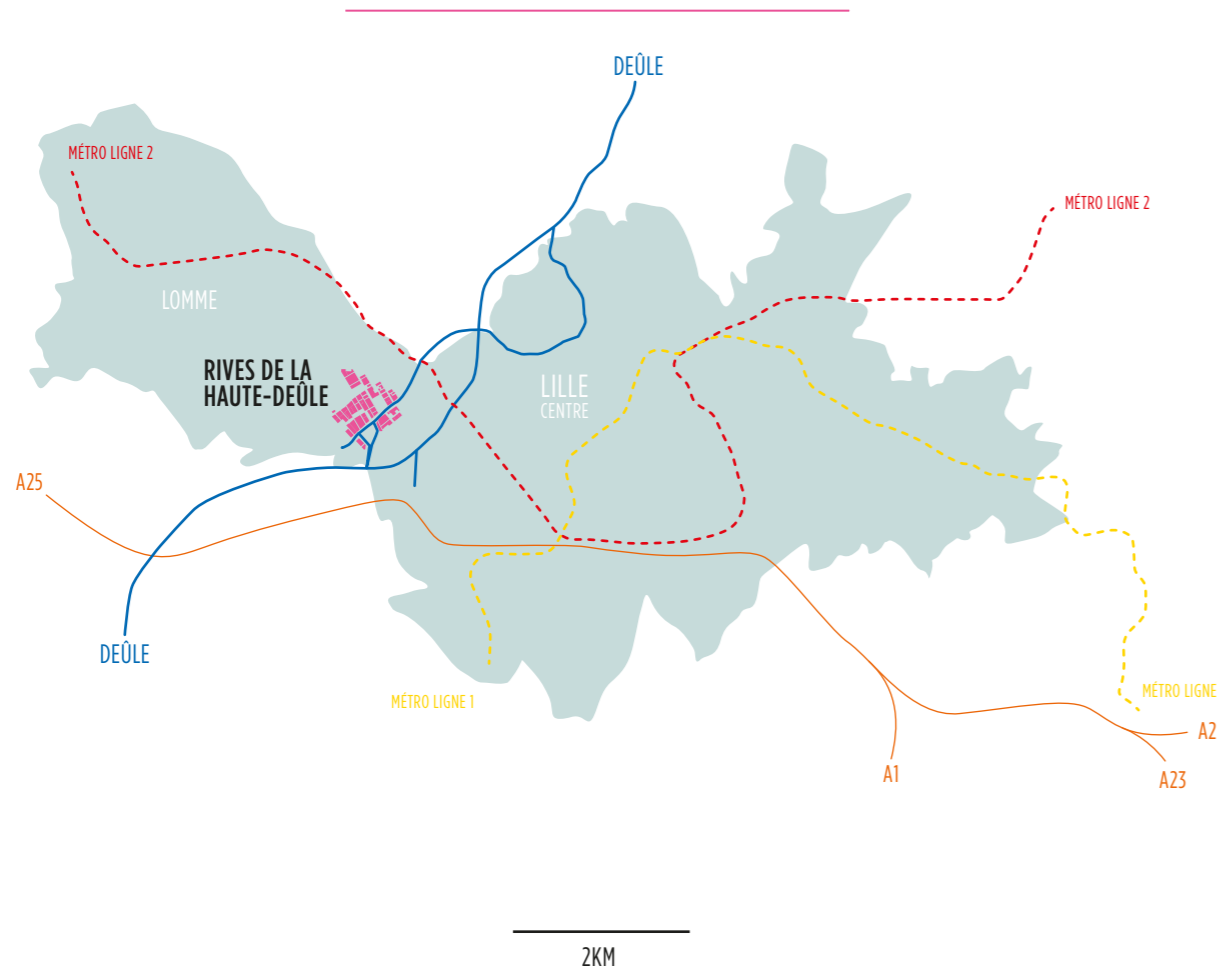 DEÛLE
MÉTRO LIGNE 2
MÉTRO LIGNE 2
LOMME
RIVES DE LA
HAUTE-DEÛLE
LILLE
CENTRE
A25
DEÛLE
MÉTRO LIGNE 1
MÉTRO LIGNE
A2
A1
A23
2KM